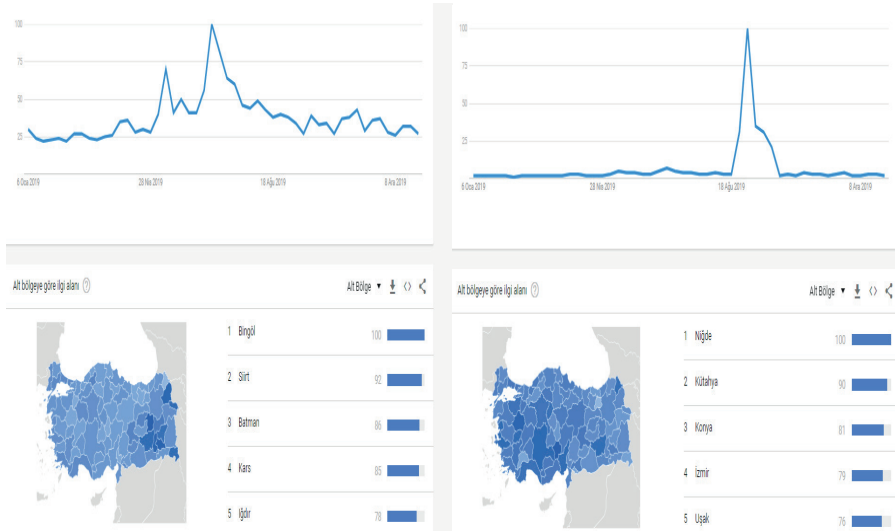 100
75
50
25
6 Oca 2019
28 Nis 2019
18 Ağu 2019
8 Ara 2019
Alt bölgeye göre ilgi alanı
Alt Bölge
1 Bingöl 100
2 Siirt 92
3 Batman 86
4 Kars 85
5 Iğdır 78
100
75
50
25
6 Oca 2019
28 Nis 2019
18 Ağu 2019
8 Ara 2019
Alt bölgeye göre ilgi alanı
Alt Bölge
1 Niğde 100
2 Kütahya 90
3 Konya 81
4 İzmir 79
5 Uşak 76